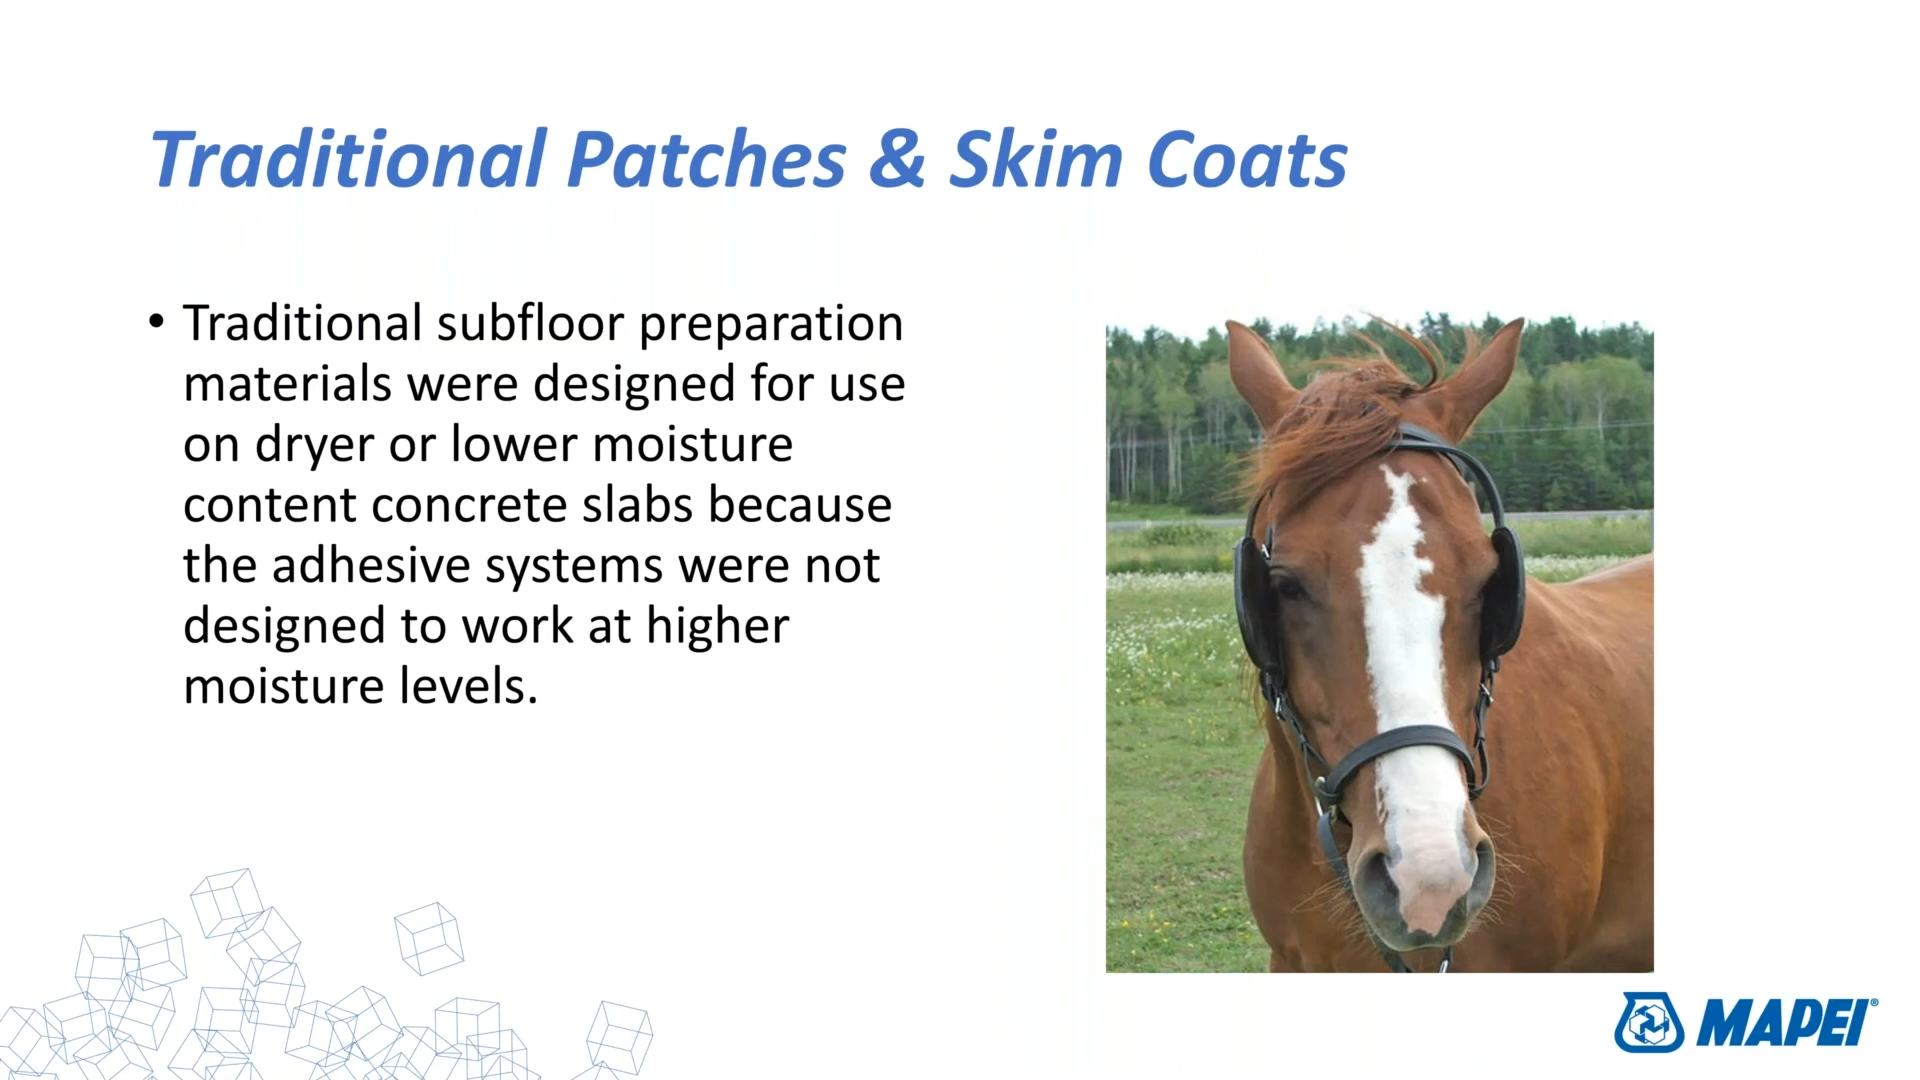 Traditional Patches & Skim Coats
• Traditional subfloor preparation
materials were designed for use
on dryer or lower moisture
content concrete slabs because
the adhesive systems were not
designed to work at higher
moisture levels.
MAPEI®